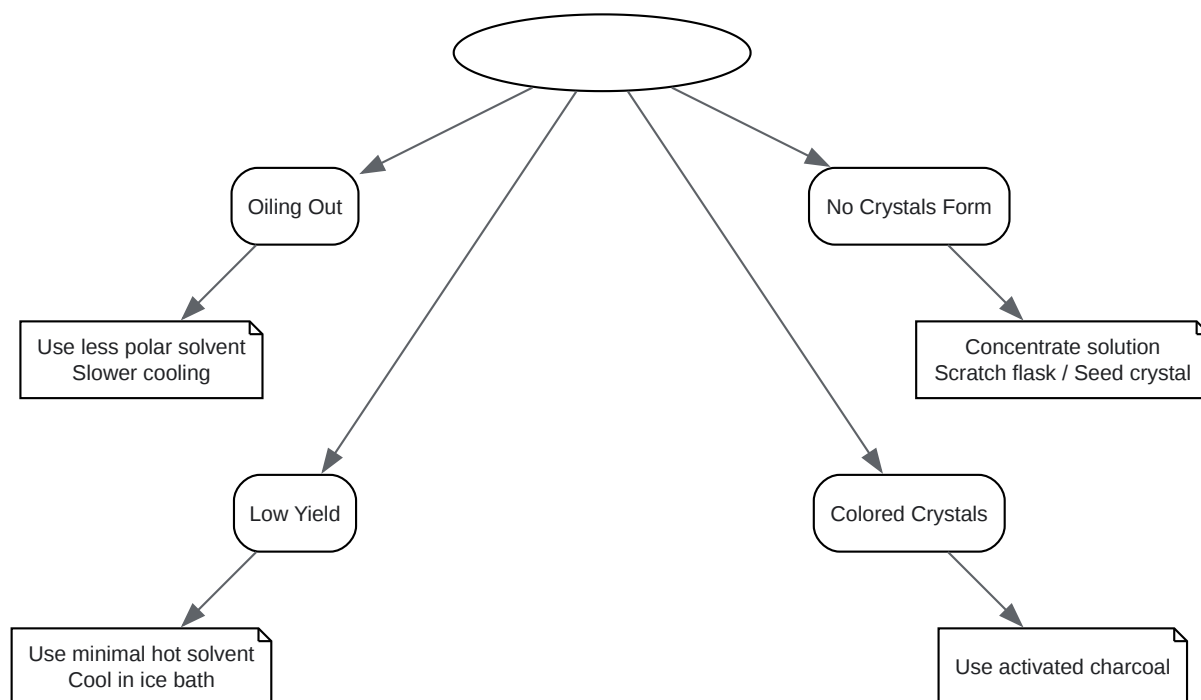 Oiling Out
No Crystals Form
Use less polar solvent
Slower cooling
Concentrate solution
Scratch flask / Seed crystal
Low Yield
Colored Crystals
Use minimal hot solvent
Cool in ice bath
Use activated charcoal